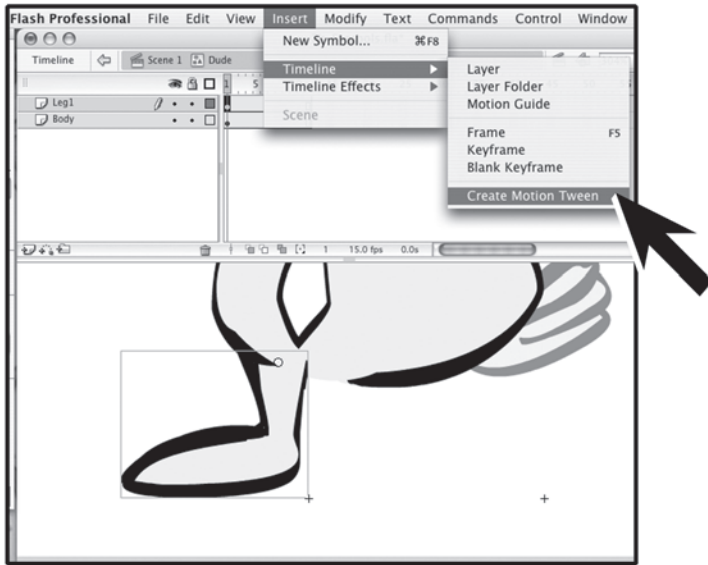 Flash Professional File Edit View Insert Modify Text Commands Control Window
New Symbol... ⌘F8
Timeline
Timeline Effects
Scene
Layer
Layer Folder
Motion Guide
Frame F5
Keyframe
Blank Keyframe
Create Motion Tween
Timeline Scene 1 Dude
1 5
Leg1
Body
1 15.0 fps 0.0s